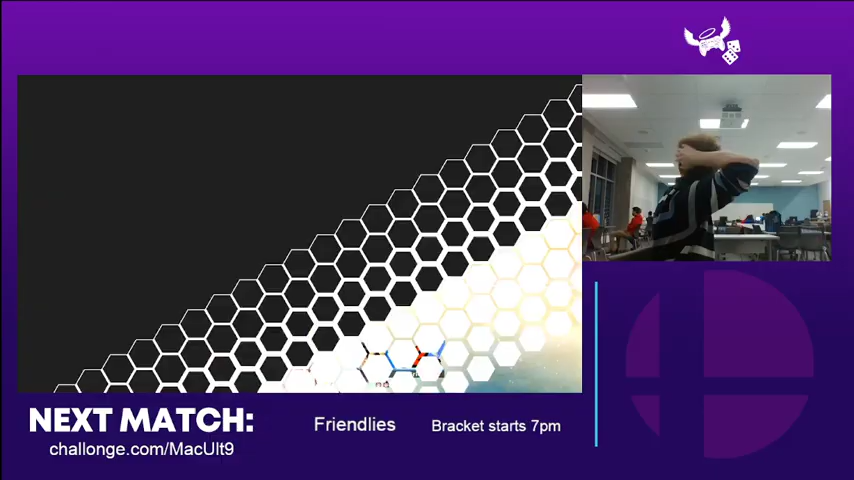 NEXT MATCH:
challonge.com/MacUlt9
Friendlies
Bracket starts 7pm